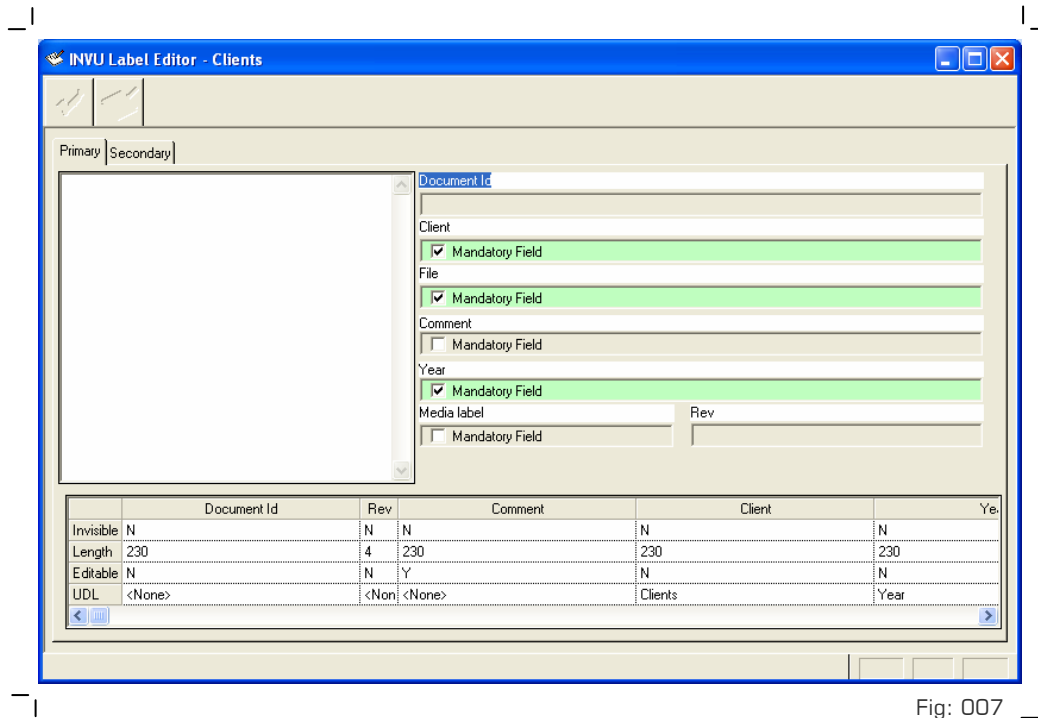 INVU Label Editor - Clients
Primary Secondary
Document Id
Client
Mandatory Field
File
Mandatory Field
Comment
Mandatory Field
Year
Mandatory Field
Media label Rev
Mandatory Field
Document Id Rev Comment Client Ye
Invisible N N N N N
Length 230 4 230 230 230
Editable N N Y N N
UDL <None> <Non <None> Clients Year
Fig: 007